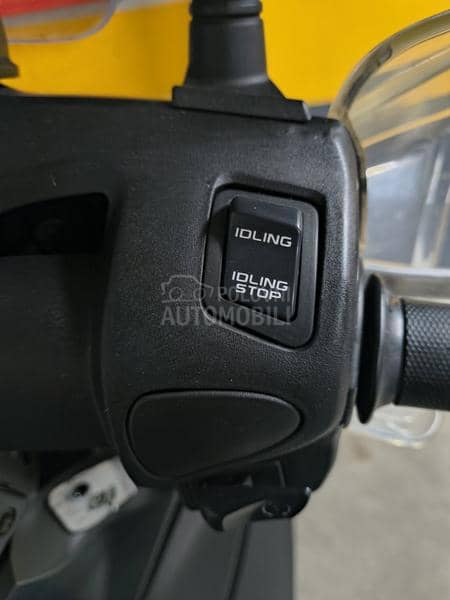 IDLING
IDLING
STOP
POLOVNI
AUTOMOBILI